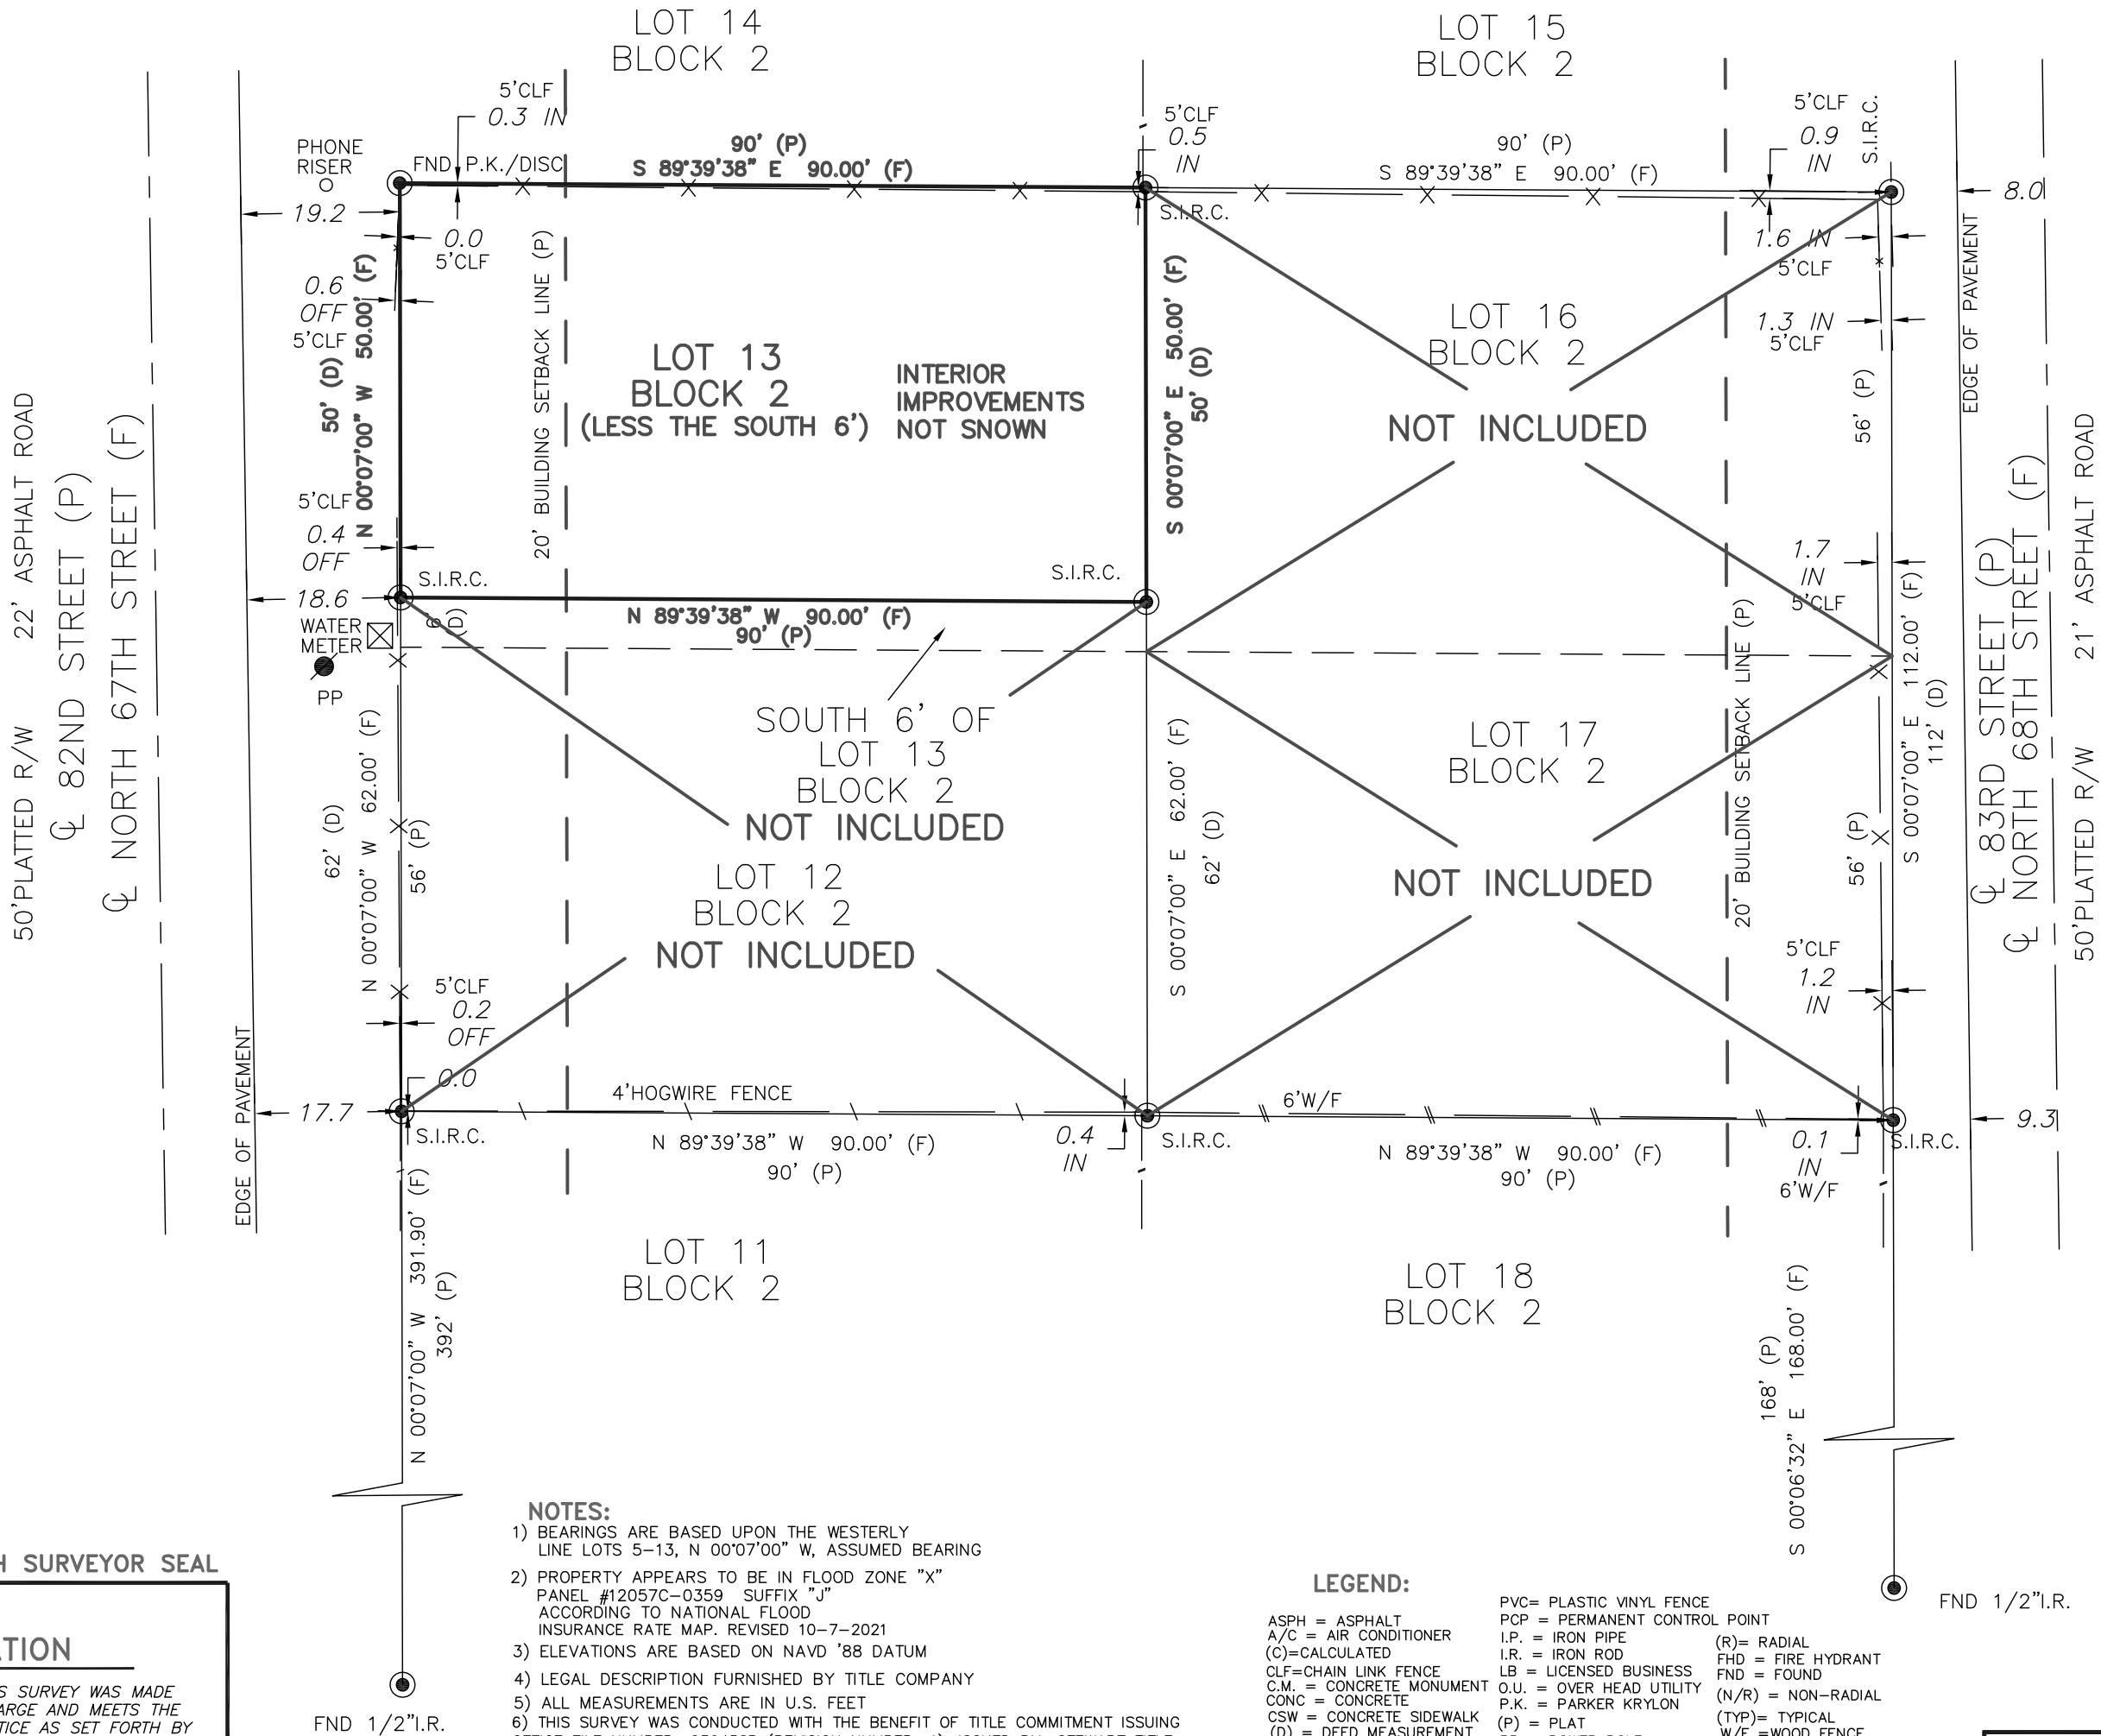 LOT 14
BLOCK 2
LOT 15
BLOCK 2
5'CLF
0.3 IN
PHONE
RISER
FND P.K./DISC
90' (P)
S 89°39'38" E 90.00' (F)
5'CLF
0.5
IN
S.I.R.C.
90' (P)
S 89°39'38" E 90.00' (F)
5'CLF
0.9
IN
S.I.R.C.
8.0
19.2
0.0
5'CLF
0.6
OFF
5'CLF
50' (D)
N 00°07'00" W 50.00' (F)
20' BUILDING SETBACK LINE (P)
LOT 13
BLOCK 2
(LESS THE SOUTH 6')
INTERIOR
IMPROVEMENTS
NOT SNOWN
S 00°07'00" E 50.00' (F)
50' (D)
LOT 16
BLOCK 2
NOT INCLUDED
1.6 IN
5'CLF
1.3 IN
5'CLF
56' (P)
EDGE OF PAVEMENT
50'PLATTED R/W 22' ASPHALT ROAD
℄ 82ND STREET (P)
℄ NORTH 67TH STREET (F)
5'CLF
0.4
OFF
18.6
S.I.R.C.
S.I.R.C.
WATER
METER
PP
6'
(D)
N 89°39'38" W 90.00' (F)
90' (P)
1.7
IN
5'CLF
SOUTH 6' OF
LOT 13
BLOCK 2
NOT INCLUDED
LOT 17
BLOCK 2
NOT INCLUDED
20' BUILDING SETBACK LINE (P)
S 00°07'00" E 112.00' (F)
112' (D)
℄ 83RD STREET (P)
℄ NORTH 68TH STREET (F)
50'PLATTED R/W 21' ASPHALT ROAD
62' (D)
N 00°07'00" W 62.00' (F)
56' (P)
LOT 12
BLOCK 2
NOT INCLUDED
S 00°07'00" E 62.00' (F)
62' (D)
56' (P)
5'CLF
1.2
IN
5'CLF
0.2
OFF
0.0
EDGE OF PAVEMENT
17.7
S.I.R.C.
4'HOGWIRE FENCE
N 89°39'38" W 90.00' (F)
90' (P)
0.4
IN
S.I.R.C.
6'W/F
N 89°39'38" W 90.00' (F)
90' (P)
0.1
IN
6'W/F
S.I.R.C.
9.3
LOT 11
BLOCK 2
LOT 18
BLOCK 2
N 00°07'00" W 391.90' (F)
392' (P)
168' (P)
S 00°06'32" E 168.00' (F)
FND 1/2"I.R.
FND 1/2"I.R.
H SURVEYOR SEAL
ATION
S SURVEY WAS MADE
ARGE AND MEETS THE
TICE AS SET FORTH BY
NOTES:
1) BEARINGS ARE BASED UPON THE WESTERLY
LINE LOTS 5-13, N 00°07'00" W, ASSUMED BEARING
2) PROPERTY APPEARS TO BE IN FLOOD ZONE "X"
PANEL #12057C-0359 SUFFIX "J"
ACCORDING TO NATIONAL FLOOD
INSURANCE RATE MAP. REVISED 10-7-2021
3) ELEVATIONS ARE BASED ON NAVD '88 DATUM
4) LEGAL DESCRIPTION FURNISHED BY TITLE COMPANY
5) ALL MEASUREMENTS ARE IN U.S. FEET
6) THIS SURVEY WAS CONDUCTED WITH THE BENEFIT OF TITLE COMMITMENT ISSUING
LEGEND:
ASPH = ASPHALT
A/C = AIR CONDITIONER
(C)=CALCULATED
CLF=CHAIN LINK FENCE
C.M. = CONCRETE MONUMENT
CONC = CONCRETE
CSW = CONCRETE SIDEWALK
(D) = DEED MEASUREMENT
PVC= PLASTIC VINYL FENCE
PCP = PERMANENT CONTROL POINT
I.P. = IRON PIPE
I.R. = IRON ROD
LB = LICENSED BUSINESS
O.U. = OVER HEAD UTILITY
P.K. = PARKER KRYLON
(P) = PLAT
(R)= RADIAL
FHD = FIRE HYDRANT
FND = FOUND
(N/R) = NON-RADIAL
(TYP)= TYPICAL
W/F =WOOD FENCE